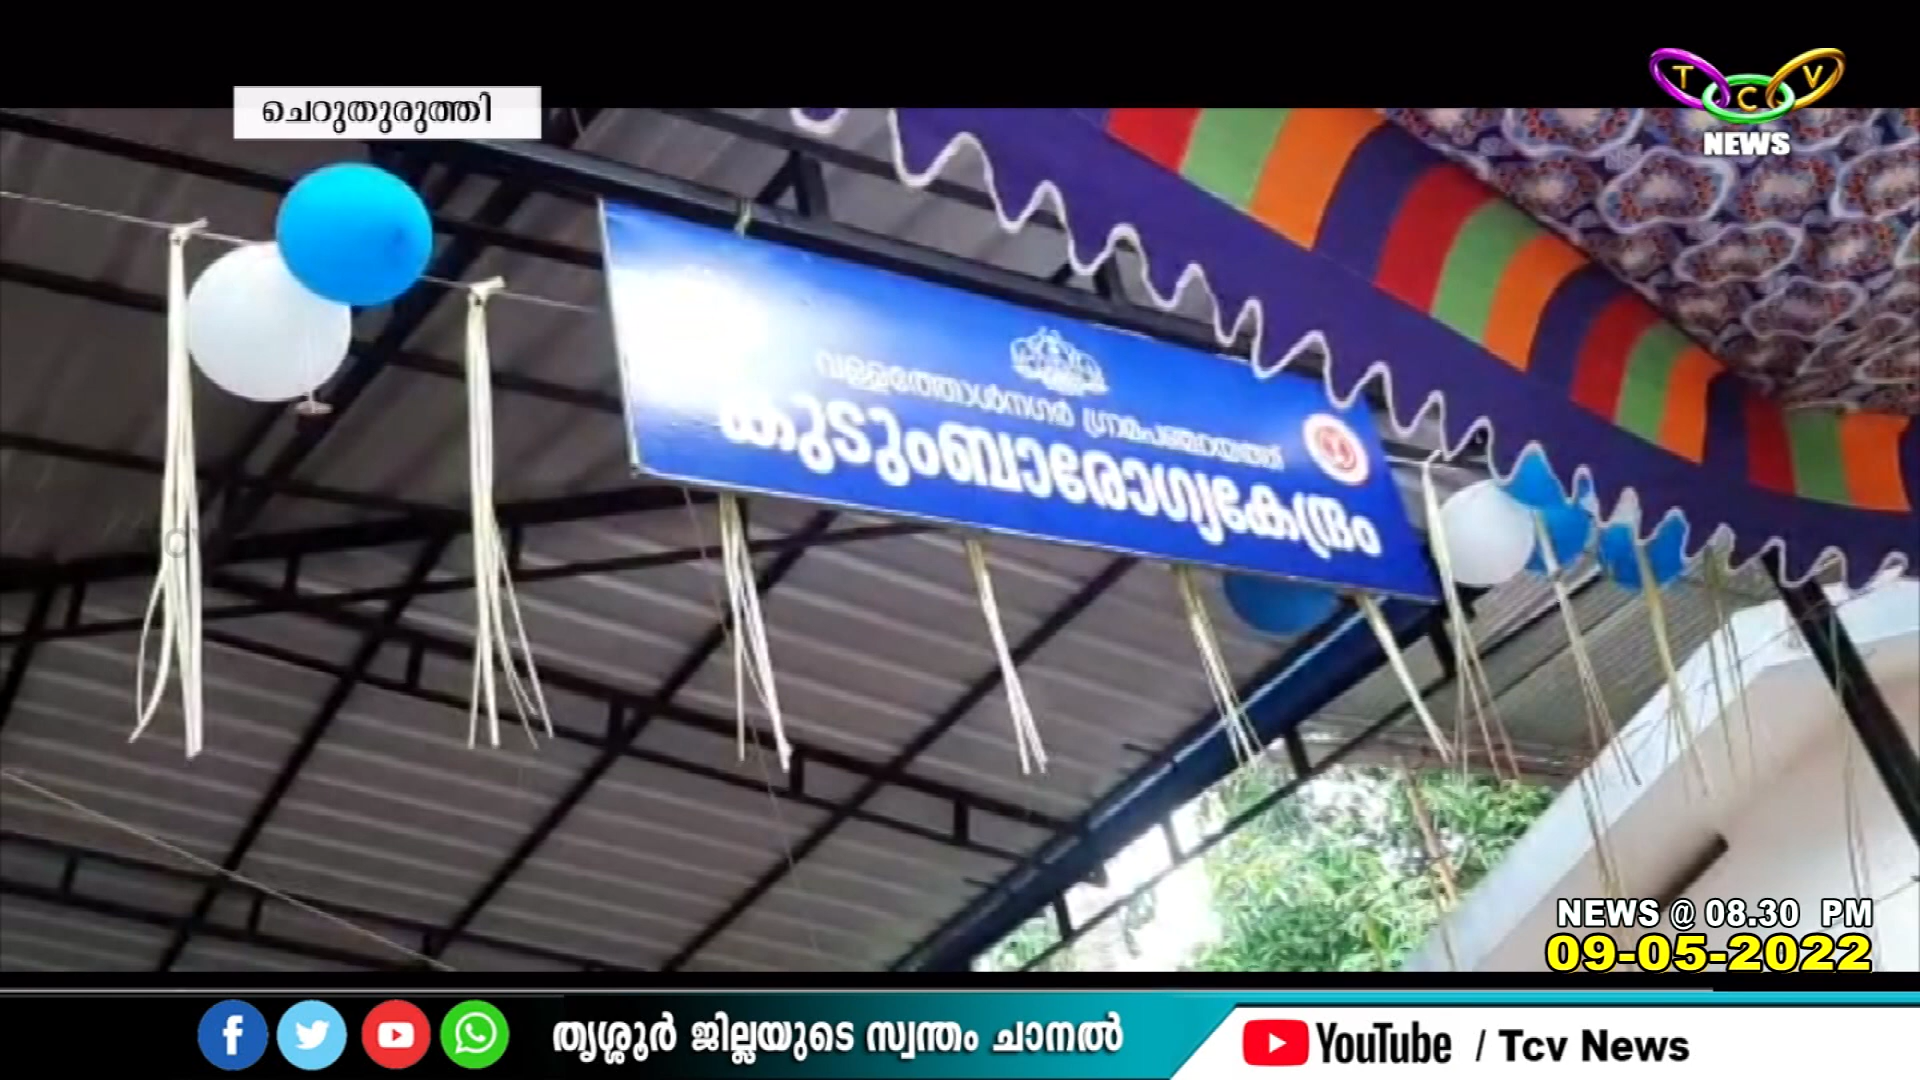 ചെറുതുരുത്തി
T C V
NEWS
വള്ളത്തോൾനഗർ ഗ്രാമപഞ്ചായത്ത്
കുടുംബാരോഗ്യകേന്ദ്രം
NEWS @ 08.30 PM
09-05-2022
തൃശ്ശൂർ ജില്ലയുടെ സ്വന്തം ചാനൽ
YouTube / Tcv News